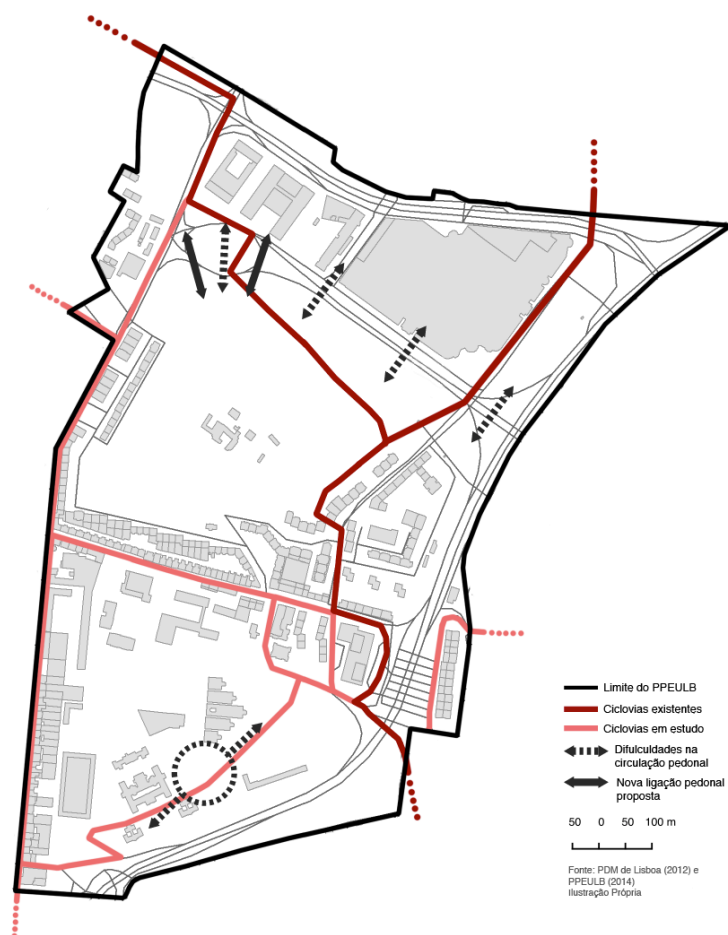 Limite do PPEULB
Ciclovias existentes
Ciclovias em estudo
Difulculdades na
circulação pedonal
Nova ligação pedonal
proposta
50 0 50 100 m
Fonte: PDM de Lisboa (2012) e
PPEULB (2014)
Ilustração Própria